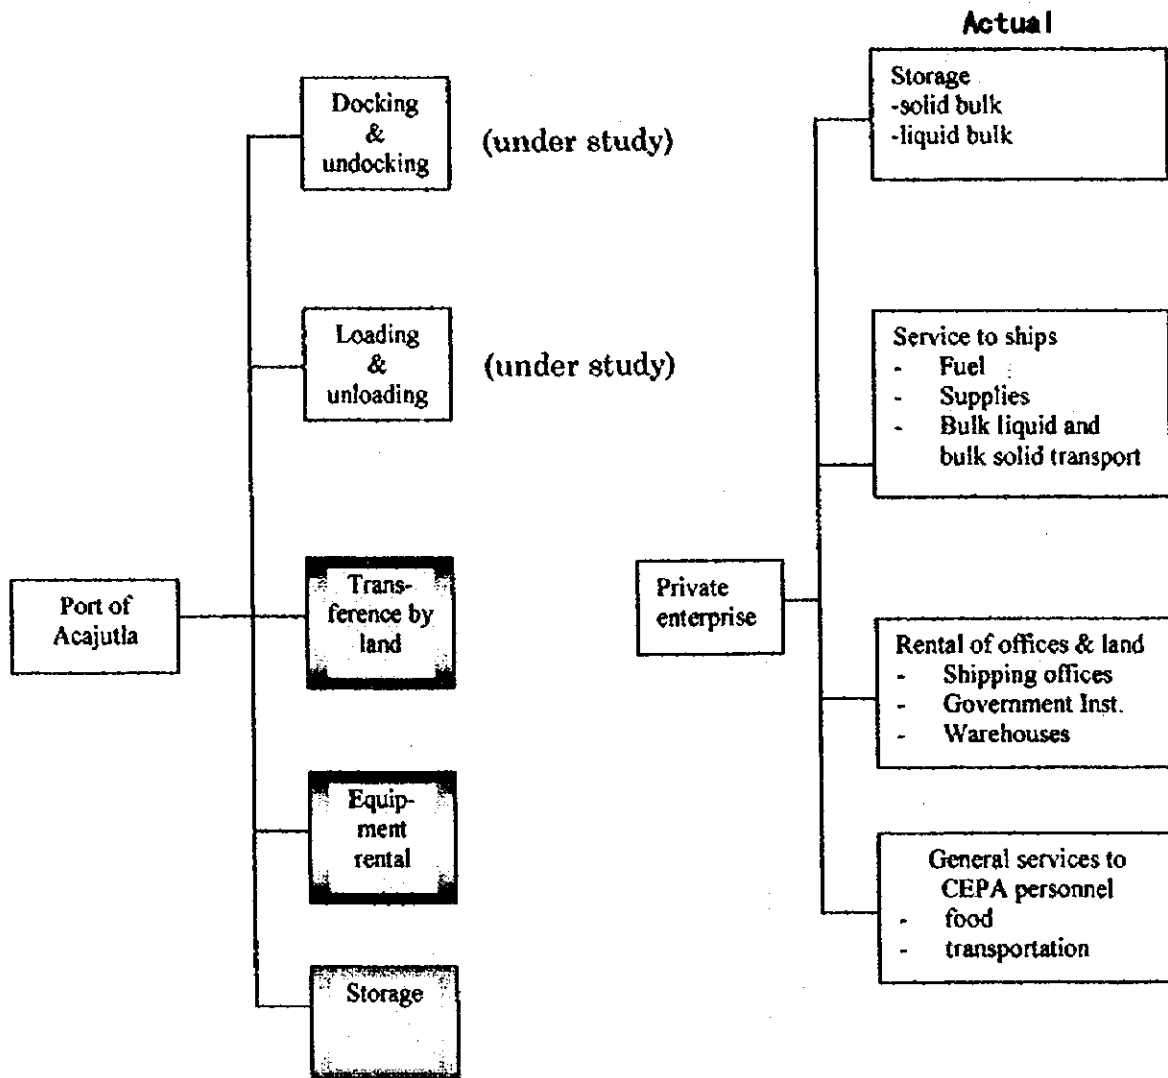 Actual
Docking
&
undocking
(under study)
Loading
&
unloading
(under study)
Port of
Acajutla
Trans-
ference by
land
Equip-
ment
rental
Storage
Storage
-solid bulk
-liquid bulk
Service to ships
- Fuel
- Supplies
- Bulk liquid and
bulk solid transport
Private
enterprise
Rental of offices & land
- Shipping offices
- Government Inst.
- Warehouses
General services to
CEPA personnel
- food
- transportation